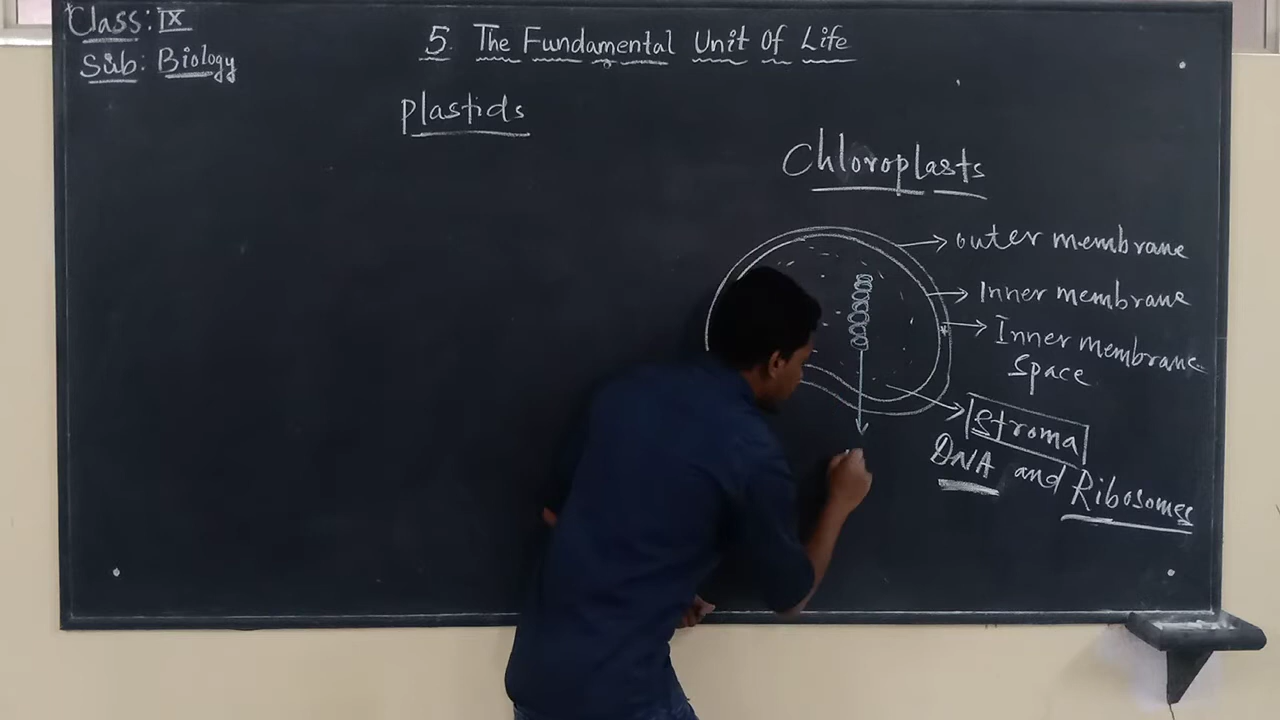 Class: IX
Sub: Biology
5. The Fundamental Unit Of Life
Plastids
Chloroplasts
outer membrane
Inner membrane
Inner membrane
Space
Stroma
DNA and Ribosomes